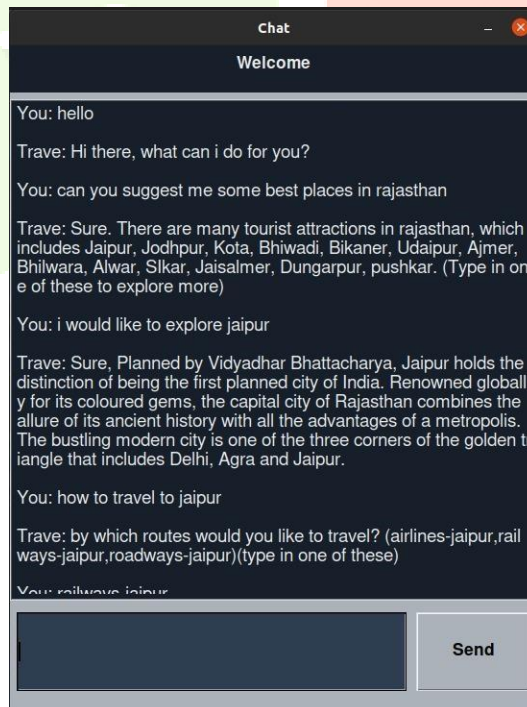 Chat
Welcome
You: hello
Trave: Hi there, what can i do for you?
You: can you suggest me some best places in rajasthan
Trave: Sure. There are many tourist attractions in rajasthan, which
includes Jaipur, Jodhpur, Kota, Bhiwadi, Bikaner, Udaipur, Ajmer,
Bhilwara, Alwar, SIkar, Jaisalmer, Dungarpur, pushkar. (Type in on
e of these to explore more)
You: i would like to explore jaipur
Trave: Sure, Planned by Vidyadhar Bhattacharya, Jaipur holds the
distinction of being the first planned city of India. Renowned globall
y for its coloured gems, the capital city of Rajasthan combines the
allure of its ancient history with all the advantages of a metropolis.
The bustling modern city is one of the three corners of the golden tr
iangle that includes Delhi, Agra and Jaipur.
You: how to travel to jaipur
Trave: by which routes would you like to travel? (airlines-jaipur,rail
ways-jaipur,roadways-jaipur)(type in one of these)
You: railways-jaipur
Send